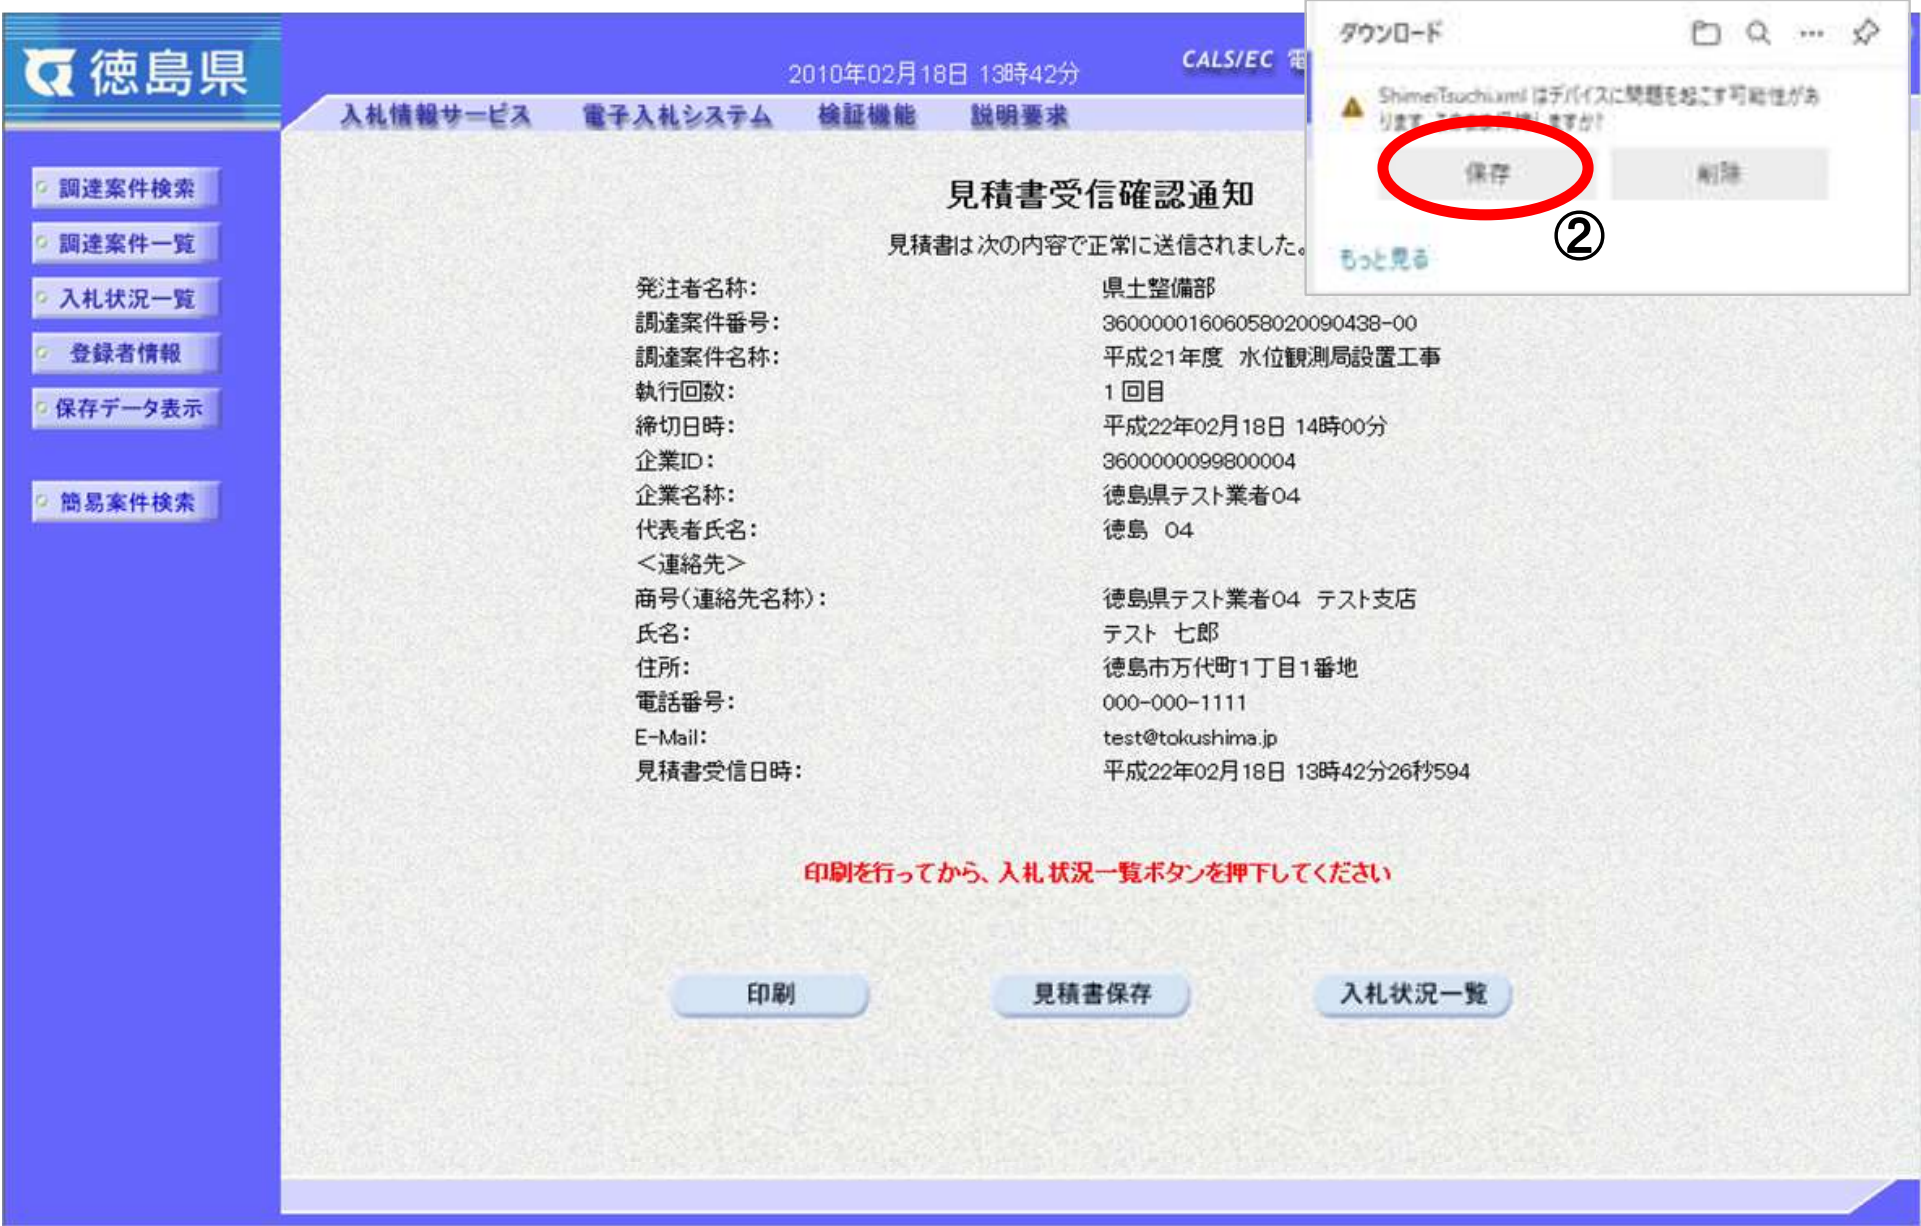 徳島県
2010年02月18日 13時42分
CALS/EC 電
入札情報サービス 電子入札システム 検証機能 説明要求
調達案件検索
調達案件一覧
入札状況一覧
登録者情報
保存データ表示
簡易案件検索
ダウンロード
ShimeiTsuchi.xml はデバイスに問題を起こす可能性があ
ります
ますか?
保存 削除
②
もっと見る
見積書受信確認通知
見積書は次の内容で正常に送信されました。
発注者名称: 県土整備部
調達案件番号: 3600000160605802009​0438-00
調達案件名称: 平成21年度 水位観測局設置工事
執行回数: 1回目
締切日時: 平成22年02月18日 14時00分
企業ID: 3600000099800004
企業名称: 徳島県テスト業者04
代表者氏名: 徳島 04
<連絡先>
商号(連絡先名称): 徳島県テスト業者04 テスト支店
氏名: テスト 七郎
住所: 徳島市万代町1丁目1番地
電話番号: 000-000-1111
E-Mail: test@tokushima.jp
見積書受信日時: 平成22年02月18日 13時42分26秒594
印刷を行ってから、入札状況一覧ボタンを押下してください
印刷 見積書保存 入札状況一覧